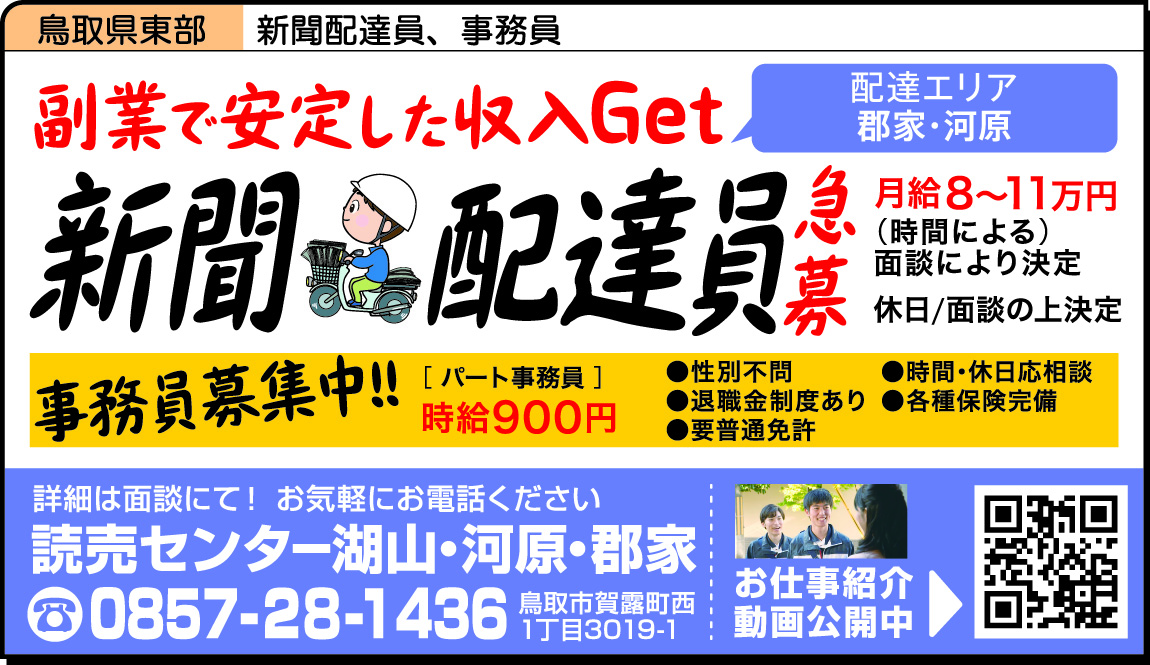 鳥取県東部
新聞配達員、事務員
副業で安定した収入Get
配達エリア
郡家・河原
新聞配達員
急募
月給8〜11万円
（時間による）
面談により決定
休日/面談の上決定
事務員募集中!!
［ パート事務員 ］
時給900円
●性別不問
●退職金制度あり
●要普通免許
●時間・休日応相談
●各種保険完備
詳細は面談にて！ お気軽にお電話ください
読売センター湖山・河原・郡家
☎0857-28-1436
鳥取市賀露町西
1丁目3019-1
お仕事紹介
動画公開中